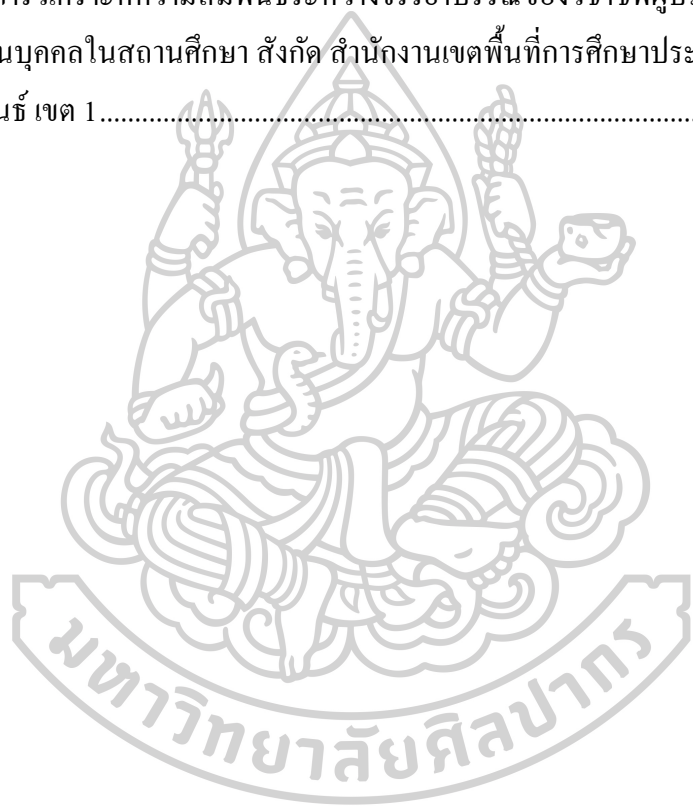 นบุคคลในสถานศึกษา สังกัด สำนักงานเขตพื้นที่การศึกษาประ
นธ์ เขต 1
มหาวิทยาลัยศิลปากร